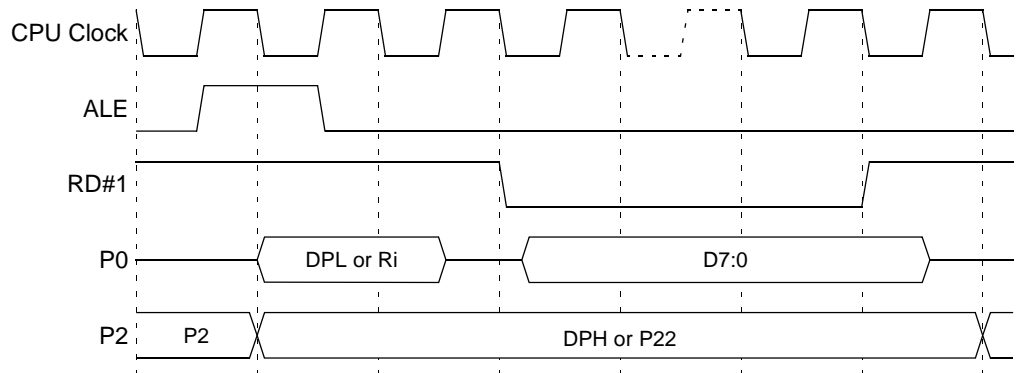 CPU Clock
ALE
RD#1
P0 DPL or Ri D7:0
P2 P2 DPH or P22